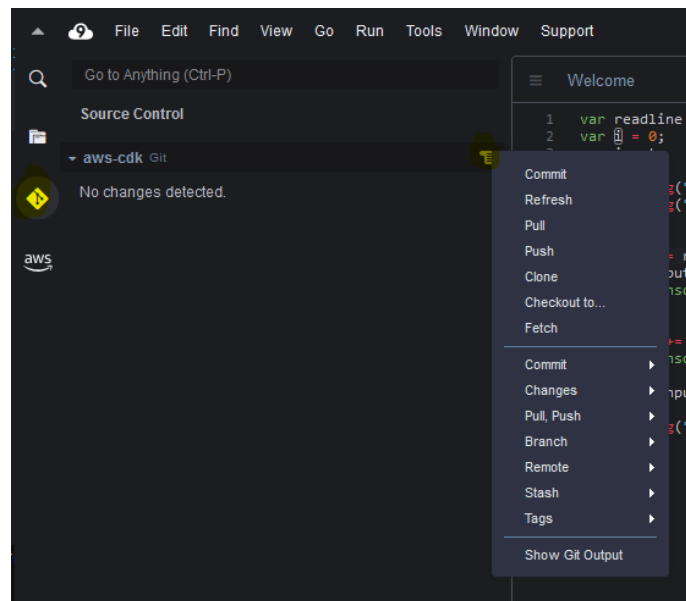 File Edit Find View Go Run Tools Window Support
Go to Anything (Ctrl-P)
Welcome
Source Control
1 var readline
2 var i = 0;
aws-cdk Git
No changes detected.
aws
Commit
Refresh
Pull
Push
Clone
Checkout to...
Fetch
Commit
Changes
Pull, Push
Branch
Remote
Stash
Tags
Show Git Output